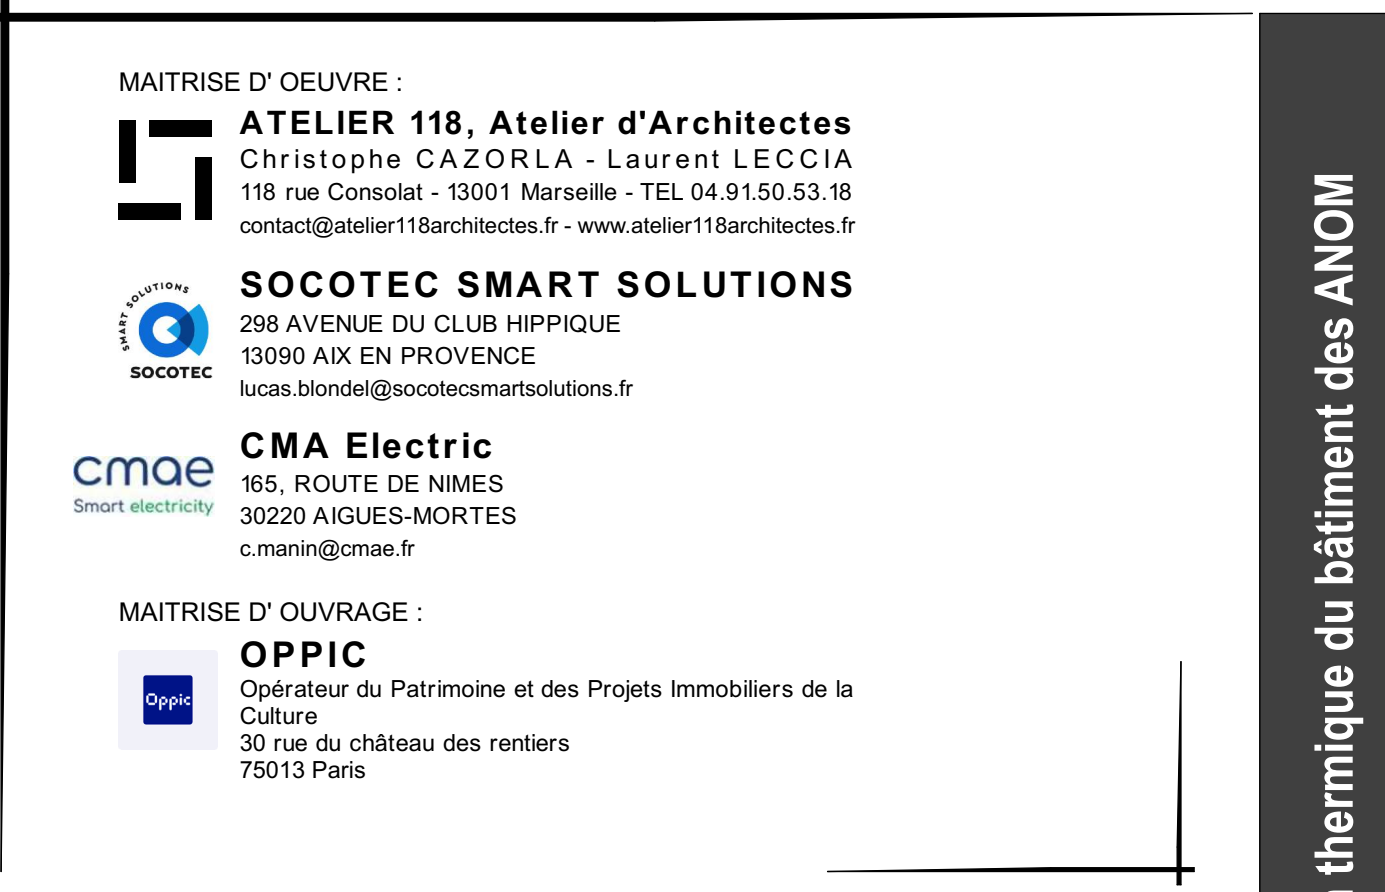 MAITRISE D' OEUVRE :
ATELIER 118, Atelier d'Architectes
Christophe CAZORLA - Laurent LECCIA
118 rue Consolat - 13001 Marseille - TEL 04.91.50.53.18
contact@atelier118architectes.fr - www.atelier118architectes.fr
SMART SOLUTIONS
SOCOTEC
SOCOTEC SMART SOLUTIONS
298 AVENUE DU CLUB HIPPIQUE
13090 AIX EN PROVENCE
lucas.blondel@socotecsmartsolutions.fr
cmae
Smart electricity
CMA Electric
165, ROUTE DE NIMES
30220 AIGUES-MORTES
c.manin@cmae.fr
MAITRISE D' OUVRAGE :
Oppic
OPPIC
Opérateur du Patrimoine et des Projets Immobiliers de la
Culture
30 rue du château des rentiers
75013 Paris
thermique du bâtiment des ANOM